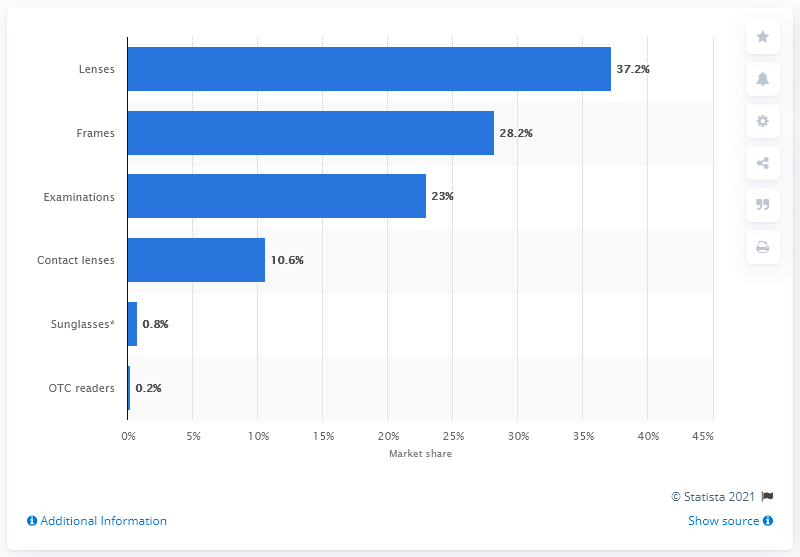 Lenses 37.2%
Frames 28.2%
Examinations 23%
Contact lenses 10.6%
Sunglasses* 0.8%
OTC readers 0.2%
0% 5% 10% 15% 20% 25% 30% 35% 40% 45%
Market share
© Statista 2021
Additional Information Show source